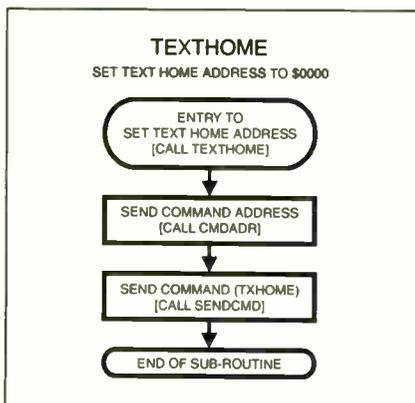 TEXTHOME
SET TEXT HOME ADDRESS TO $0000
ENTRY TO
SET TEXT HOME ADDRESS
[CALL TEXTHOME]
SEND COMMAND ADDRESS
[CALL CMDADR]
SEND COMMAND (TXHOME)
[CALL SENDCMD]
END OF SUB-ROUTINE